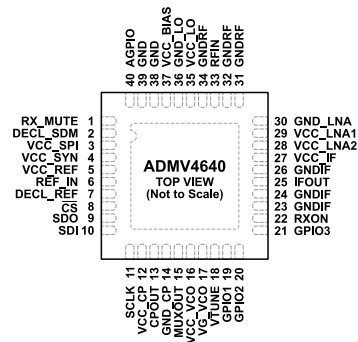 40 AGPIO
39 GND
38 GND
37 VCC_BIAS
36 GND_LO
35 VCC_LO
34 GNDRF
33 RFIN
32 GNDRF
31 GNDRF
RX_MUTE 1
DECL_SDM 2
VCC_SPI 3
VCC_SYN 4
VCC_REF 5
REF_IN 6
DECL_REF 7
CS 8
SDO 9
SDI 10
ADMV4640
TOP VIEW
(Not to Scale)
30 GND_LNA
29 VCC_LNA1
28 VCC_LNA2
27 VCC_IF
26 GNDIF
25 IFOUT
24 GNDIF
23 GNDIF
22 RXON
21 GPIO3
SCLK 11
VCC_CP 12
CPOUT 13
GND_CP 14
MUXOUT 15
VCC_VCO 16
VG_VCO 17
VTUNE 18
GPIO1 19
GPIO2 20